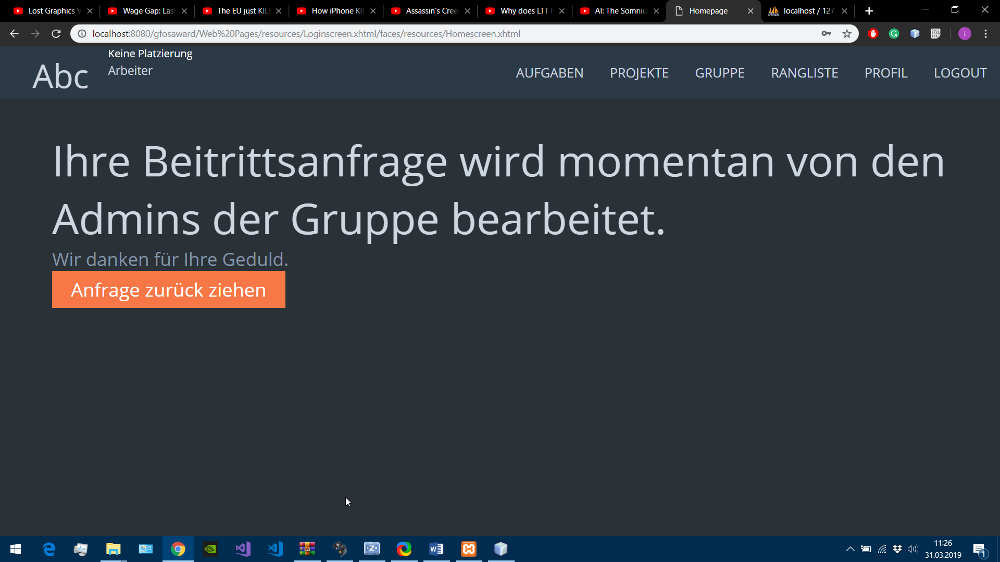 Lost Graphics V
Wage Gap: Las
The EU just KIL
How iPhone KI
Assassin's Cree
Why does LTT
AI: The Somniu
Homepage
localhost / 127.
localhost:8080/gfosaward/Web%20Pages/resources/Loginscreen.xhtml/faces/resources/Homescreen.xhtml
i
Abc
Keine Platzierung
Arbeiter
AUFGABEN PROJEKTE GRUPPE RANGLISTE PROFIL LOGOUT
Ihre Beitrittsanfrage wird momentan von den
Admins der Gruppe bearbeitet.
Wir danken für Ihre Geduld.
Anfrage zurück ziehen
11:26
31.03.2019
1